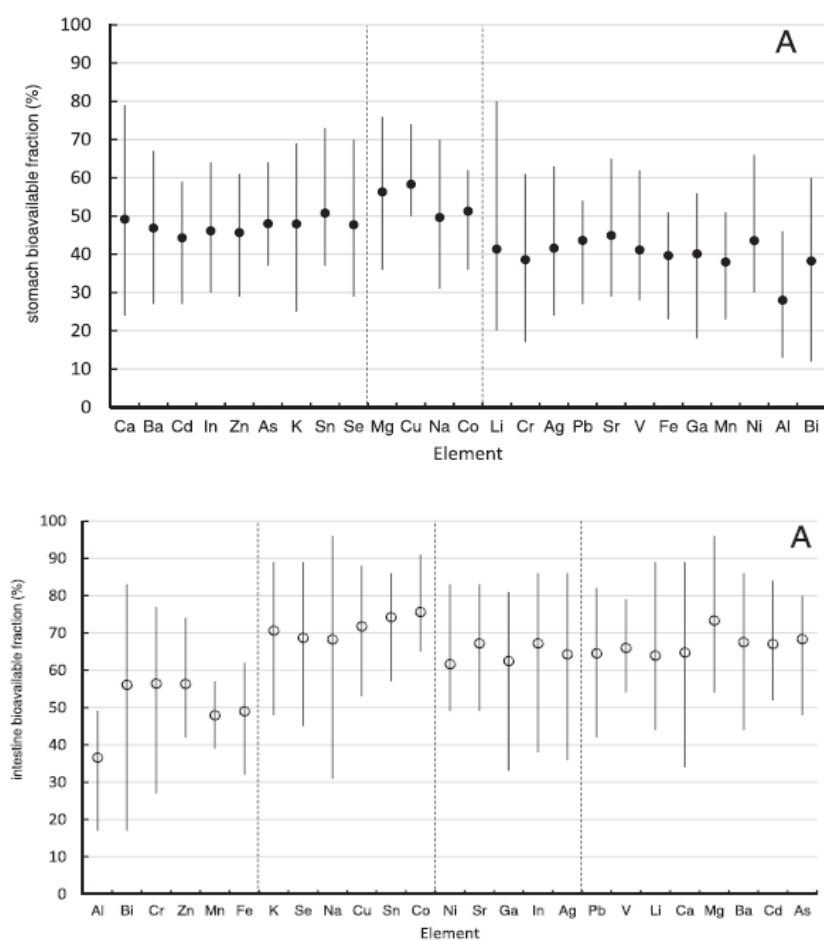 A
stomach bioavailable fraction (%)
100
90
80
70
60
50
40
30
20
10
0
Ca Ba Cd In Zn As K Sn Se Mg Cu Na Co Li Cr Ag Pb Sr V Fe Ga Mn Ni Al Bi
Element
A
intestine bioavailable fraction (%)
100
90
80
70
60
50
40
30
20
10
0
Al Bi Cr Zn Mn Fe K Se Na Cu Sn Co Ni Sr Ga In Ag Pb V Li Ca Mg Ba Cd As
Element